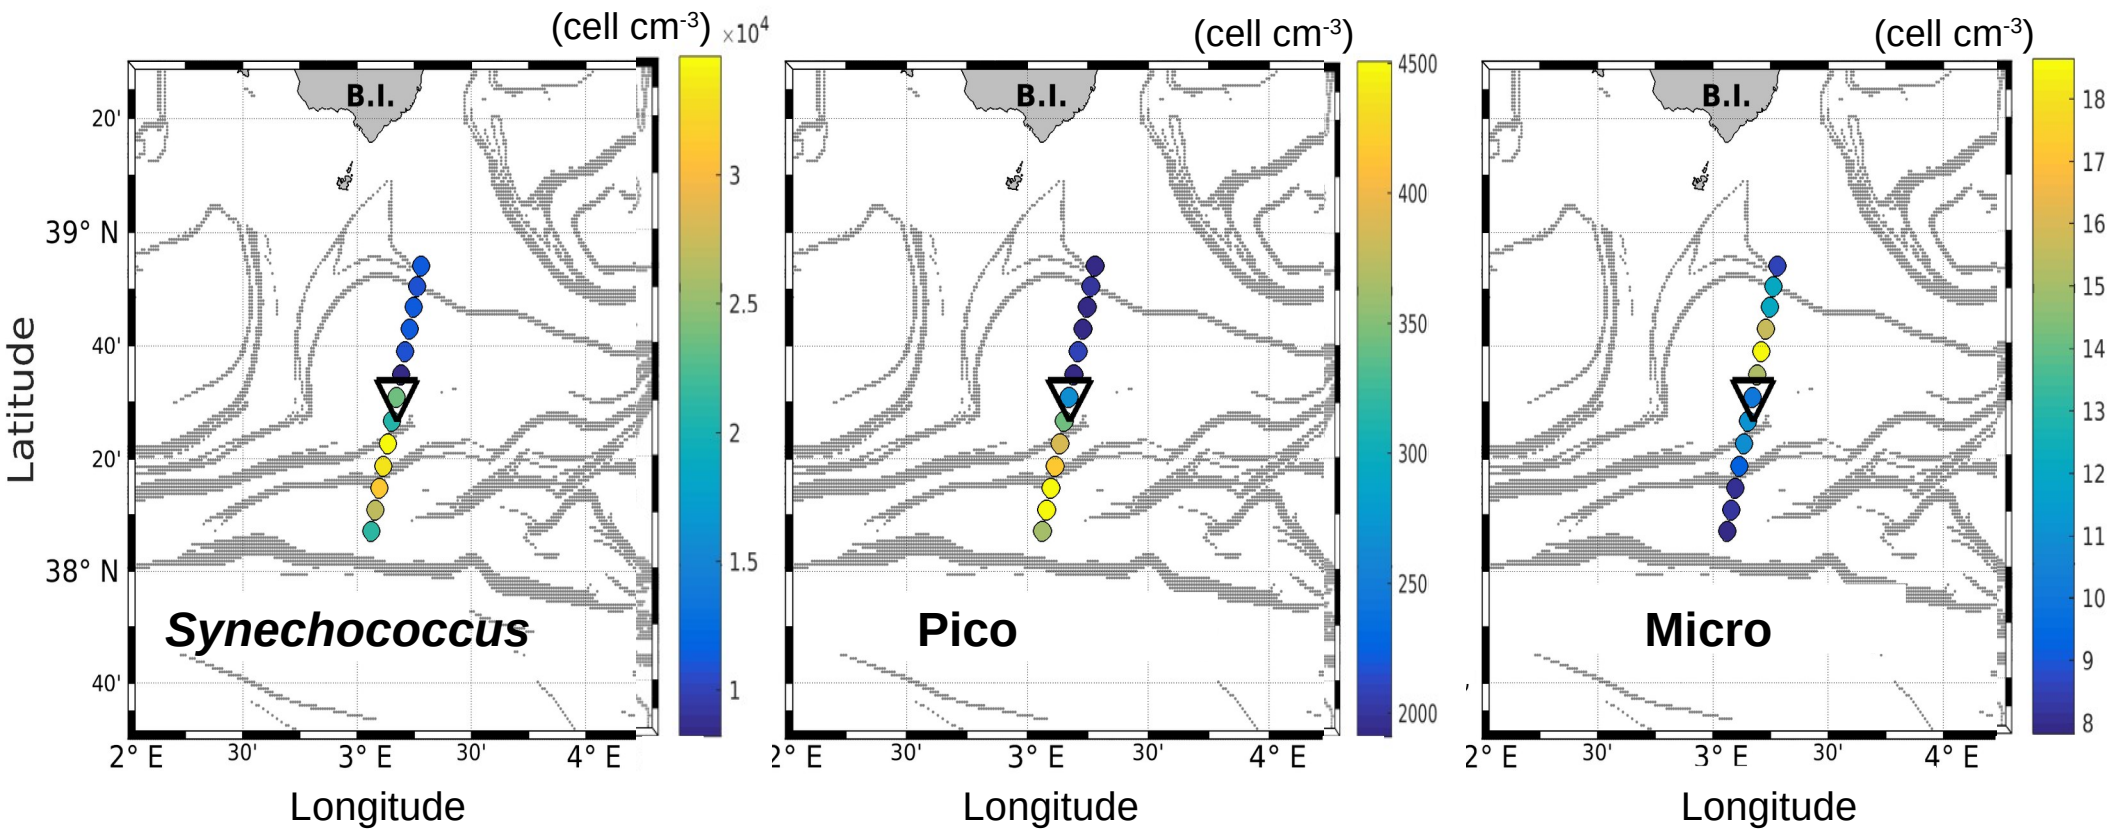 (cell cm-3)
×10⁴
B.I.
20'
39° N
40'
20'
38° N
40'
Latitude
Synechococcus
2° E
30'
3° E
30'
4° E
Longitude
3
2.5
2
1.5
1
(cell cm-3)
B.I.
Pico
2° E
30'
3° E
30'
4° E
Longitude
4500
400
350
300
250
2000
(cell cm-3)
B.I.
Micro
2° E
30'
3° E
30'
4° E
Longitude
18
17
16
15
14
13
12
11
10
9
8